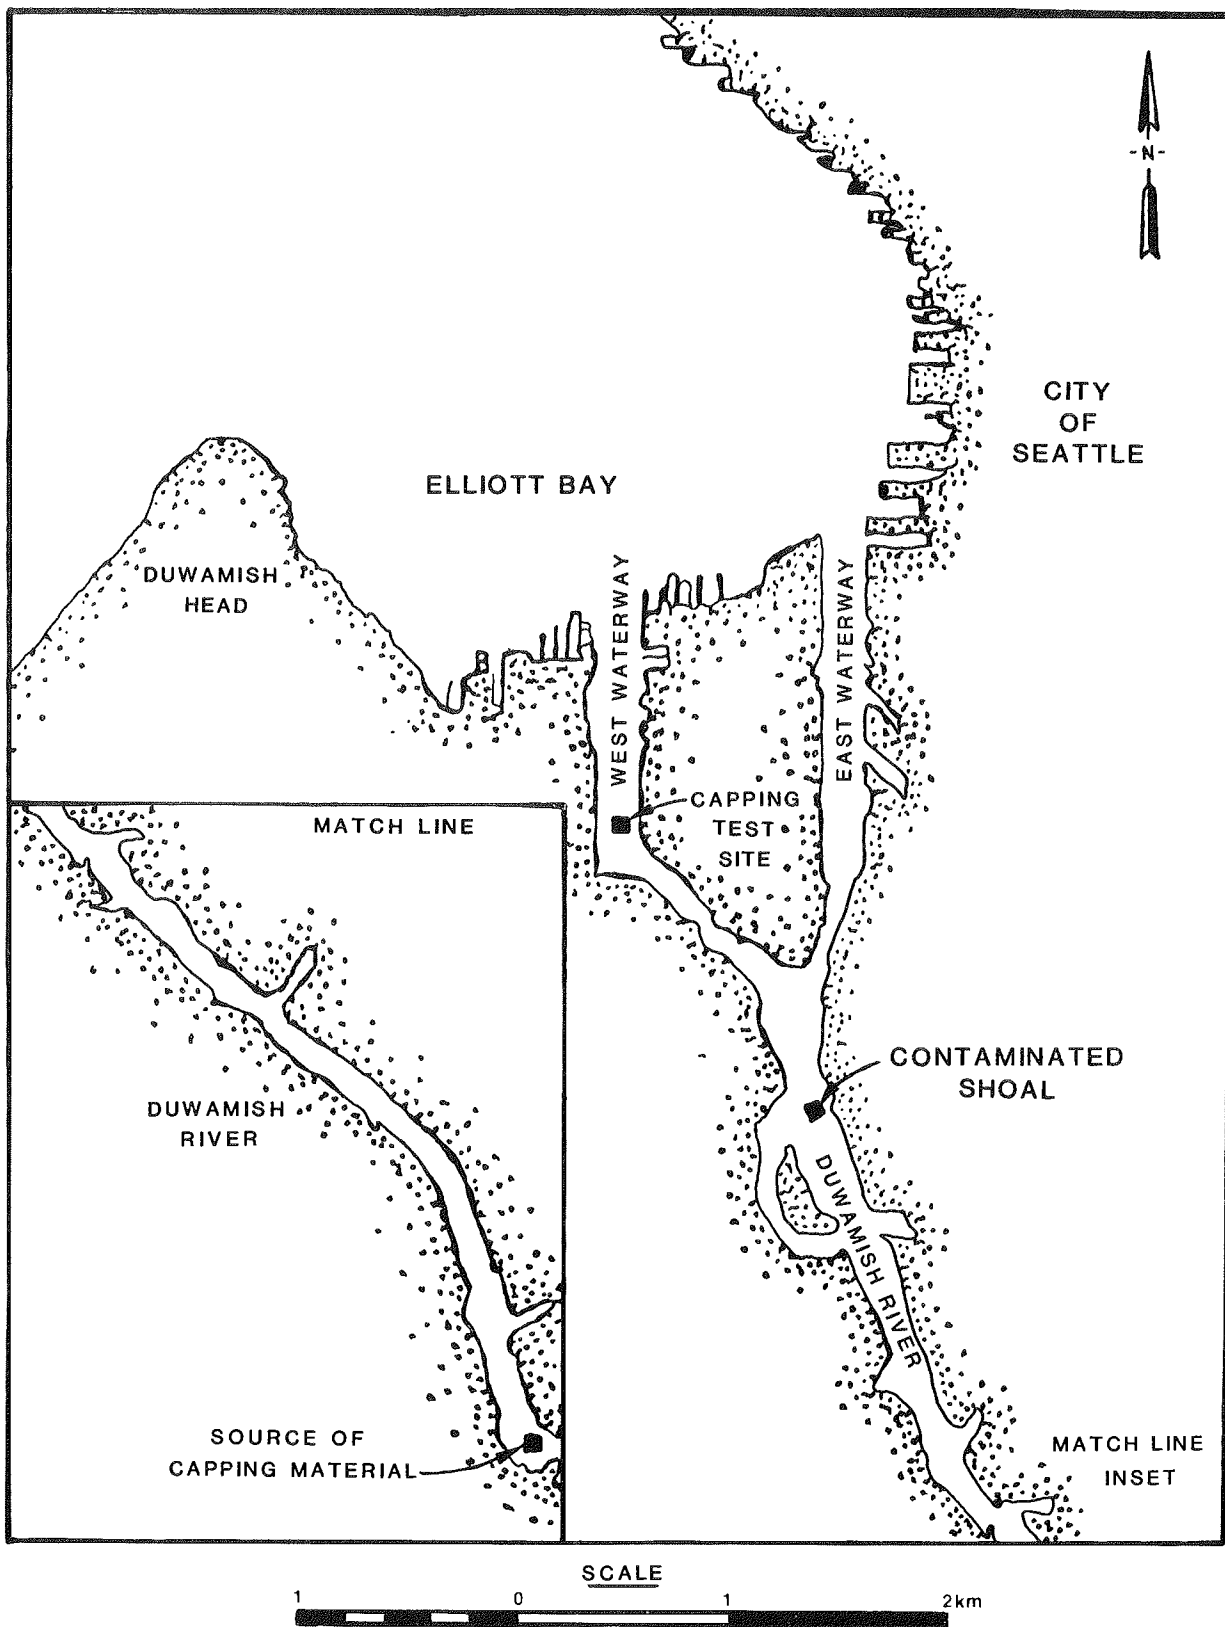 -N-
CITY
OF
SEATTLE
ELLIOTT BAY
DUWAMISH
HEAD
WEST WATERWAY
EAST WATERWAY
CAPPING
TEST
SITE
MATCH LINE
CONTAMINATED
SHOAL
DUWAMISH
RIVER
DUWAMISH RIVER
SOURCE OF
CAPPING MATERIAL
MATCH LINE
INSET
SCALE
1 0 1 2km